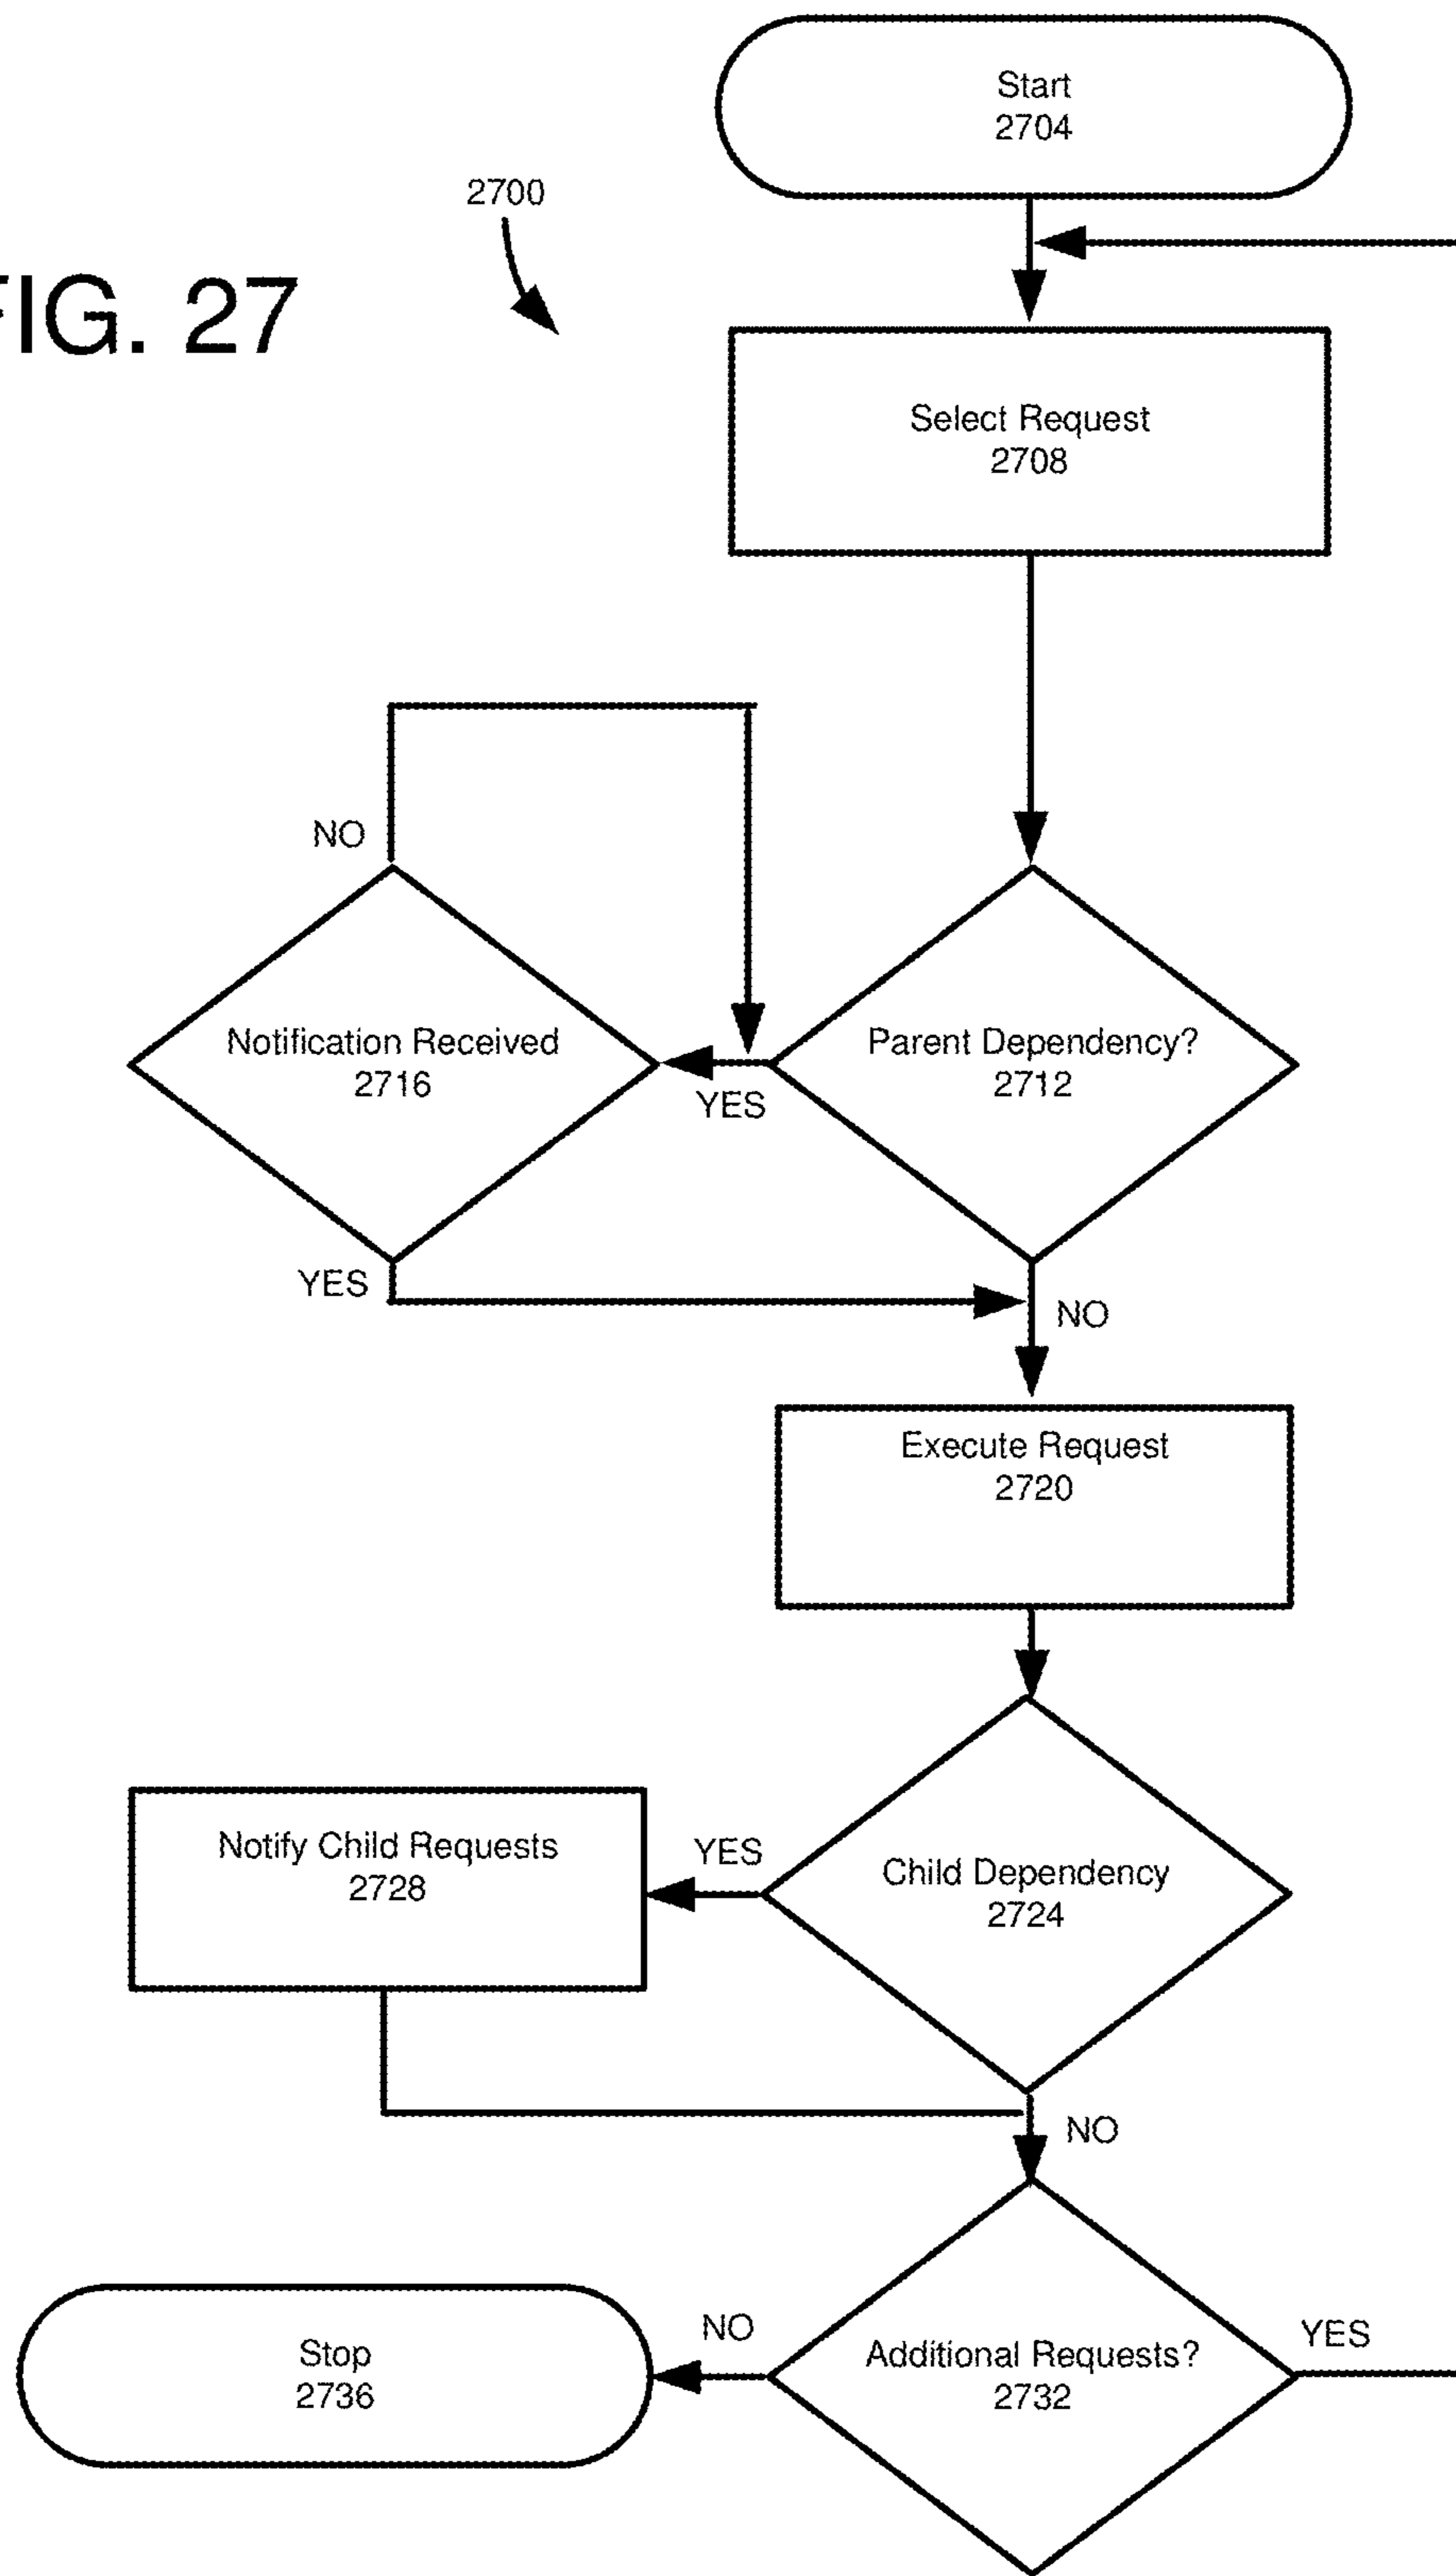 Start
2704
2700
FIG. 27
Select Request
2708
NO
Notification Received
2716
YES
Parent Dependency?
2712
YES
NO
Execute Request
2720
Notify Child Requests
2728
YES
Child Dependency
2724
NO
Stop
2736
NO
Additional Requests?
2732
YES